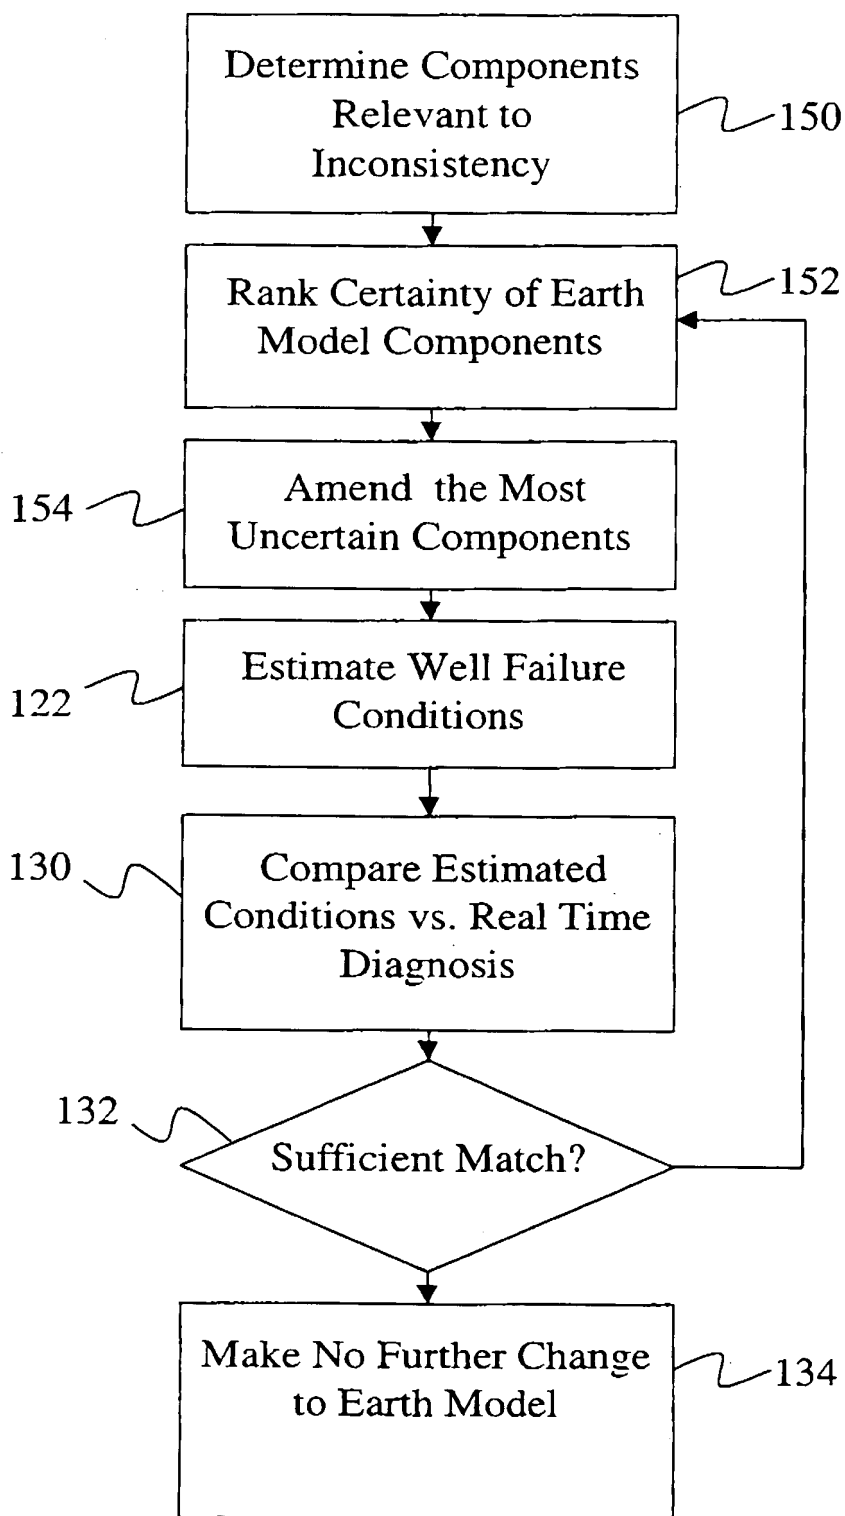 Determine Components
Relevant to
Inconsistency
150
Rank Certainty of Earth
Model Components
152
154
Amend the Most
Uncertain Components
122
Estimate Well Failure
Conditions
130
Compare Estimated
Conditions vs. Real Time
Diagnosis
132
Sufficient Match?
Make No Further Change
to Earth Model
134